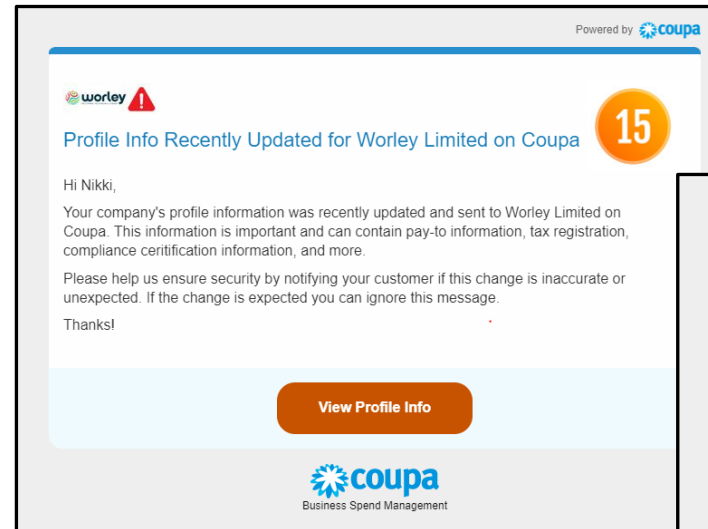 Powered by coupa
worley !
15
Profile Info Recently Updated for Worley Limited on Coupa
Hi Nikki,
Your company's profile information was recently updated and sent to Worley Limited on
Coupa. This information is important and can contain pay-to information, tax registration,
compliance ceritification information, and more.
Please help us ensure security by notifying your customer if this change is inaccurate or
unexpected. If the change is expected you can ignore this message.
Thanks!
View Profile Info
coupa
Business Spend Management